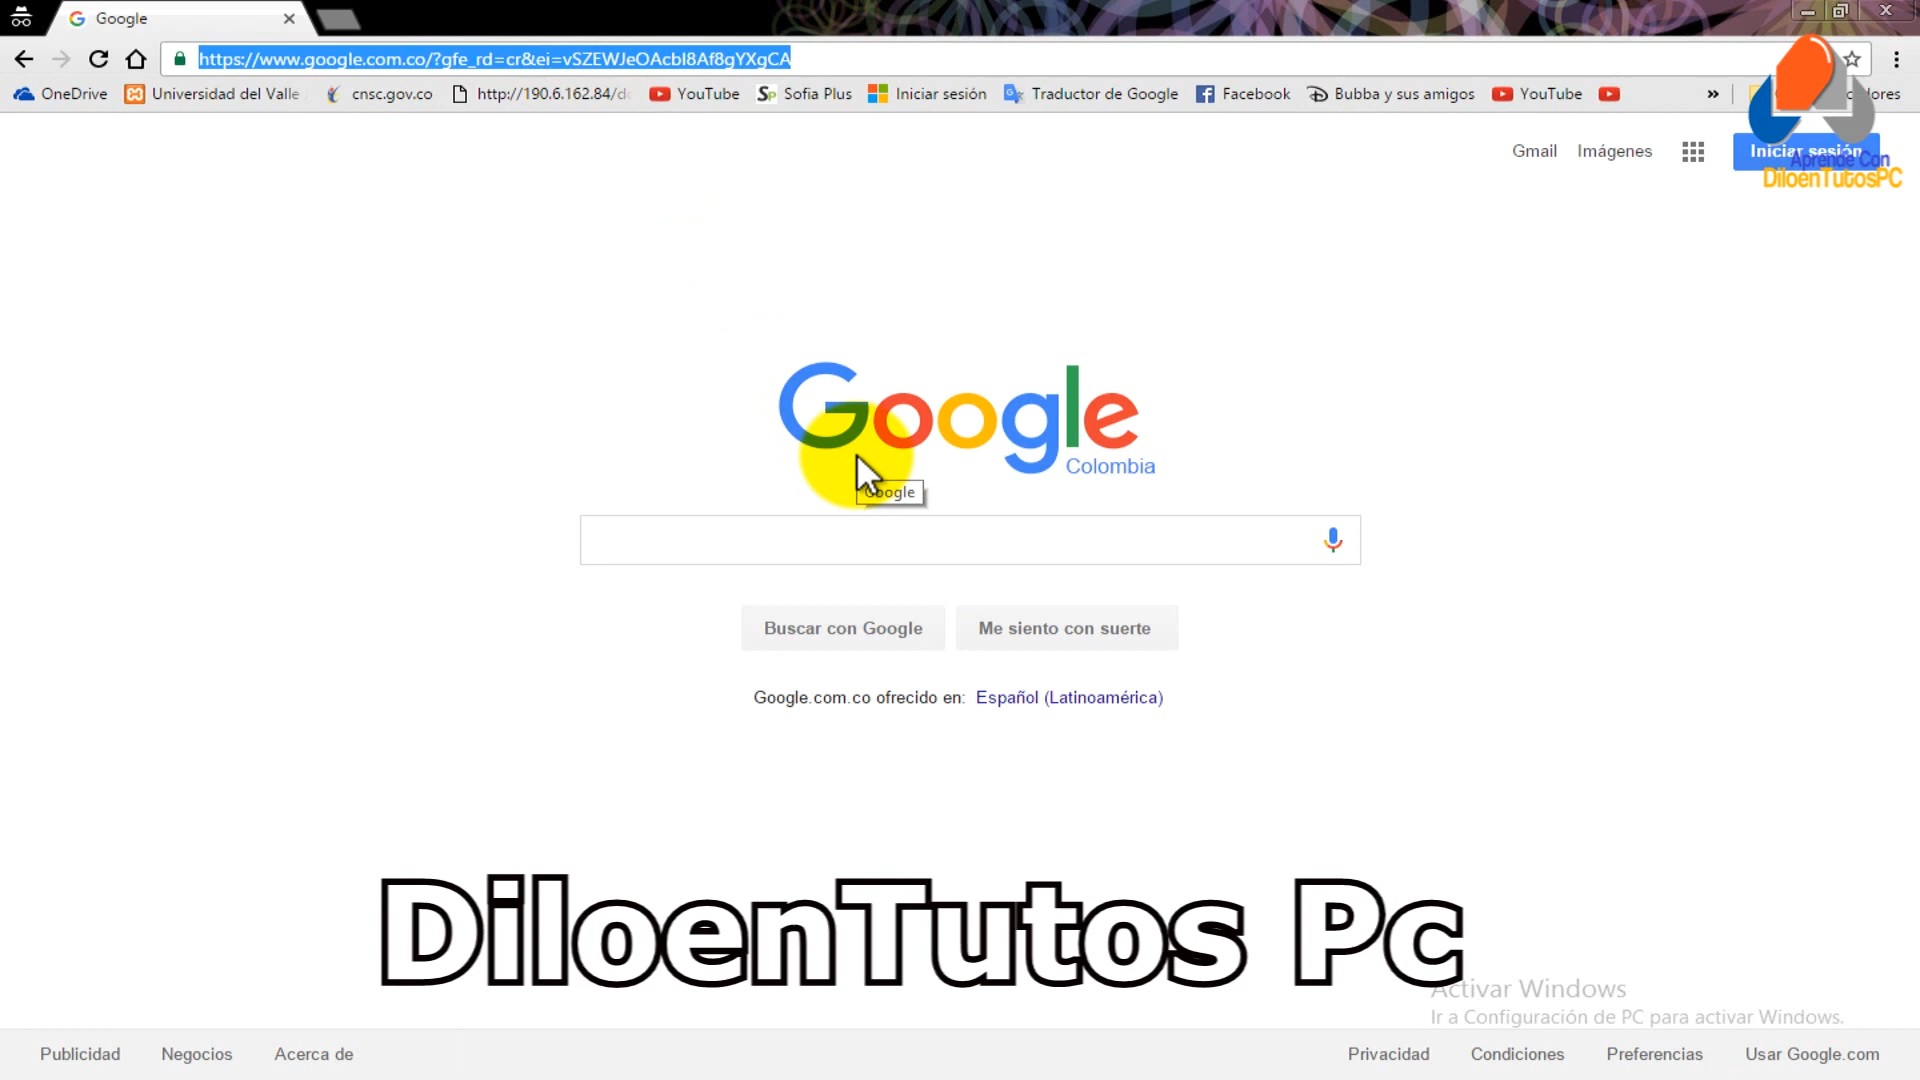 Google
https://www.google.com.co/?gfe_rd=cr&ei=vSZEWJeOAcbI8Af8gYXgCA
OneDrive Universidad del Valle cnsc.gov.co http://190.6.162.84/d YouTube Sofia Plus Iniciar sesión Traductor de Google Facebook Bubba y sus amigos YouTube »
Gmail Imágenes Iniciar sesión
Aprende Con
DiloenTutosPC
Google
Colombia
Google
Buscar con Google Me siento con suerte
Google.com.co ofrecido en: Español (Latinoamérica)
DiloenTutos Pc
Activar Windows
Ir a Configuración de PC para activar Windows.
Publicidad Negocios Acerca de Privacidad Condiciones Preferencias Usar Google.com